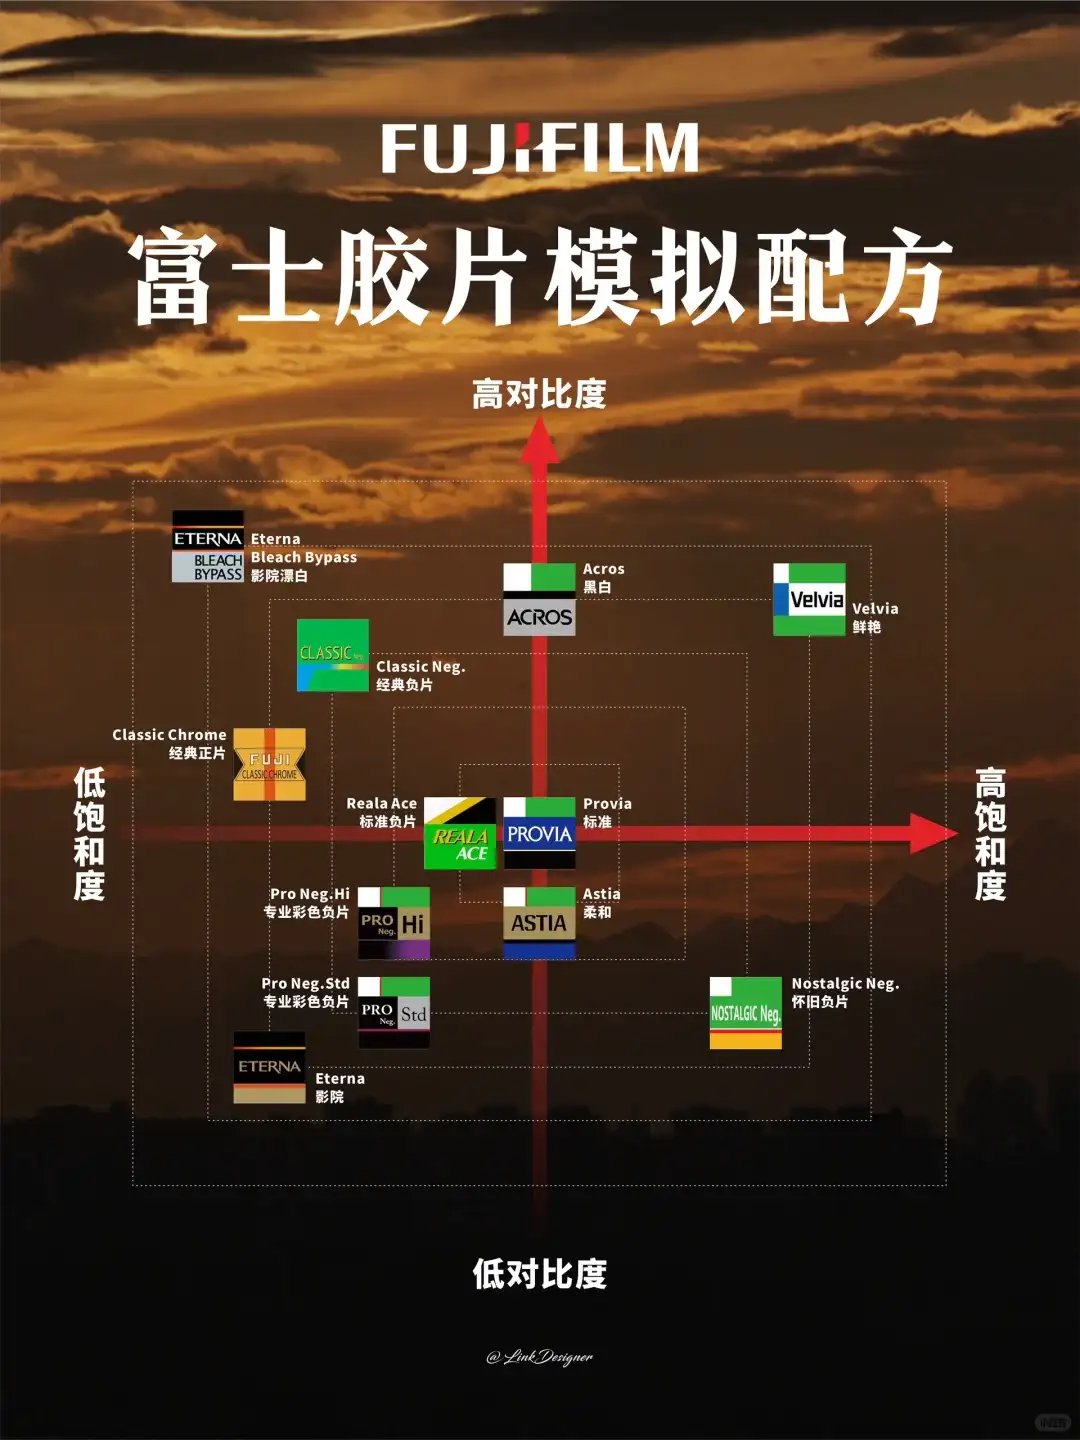 FUJIFILM
富士胶片模拟配方
高对比度
ETERNA
BLEACH
BYPASS
Eterna
Bleach Bypass
影院漂白
ACROS
Acros
黑白
Velvia
Velvia
鲜艳
CLASSIC Neg.
Classic Neg.
经典负片
Classic Chrome
经典正片
FUJI
CLASSIC CHROME
低饱和度
高饱和度
Reala Ace
标准负片
REALA
ACE
PROVIA
Provia
标准
Pro Neg.Hi
专业彩色负片
PRO
Neg.
Hi
ASTIA
Astia
柔和
Pro Neg.Std
专业彩色负片
PRO
Neg.
Std
NOSTALGIC Neg.
Nostalgic Neg.
怀旧负片
ETERNA
Eterna
影院
低对比度
@LinkDesigner
小红书